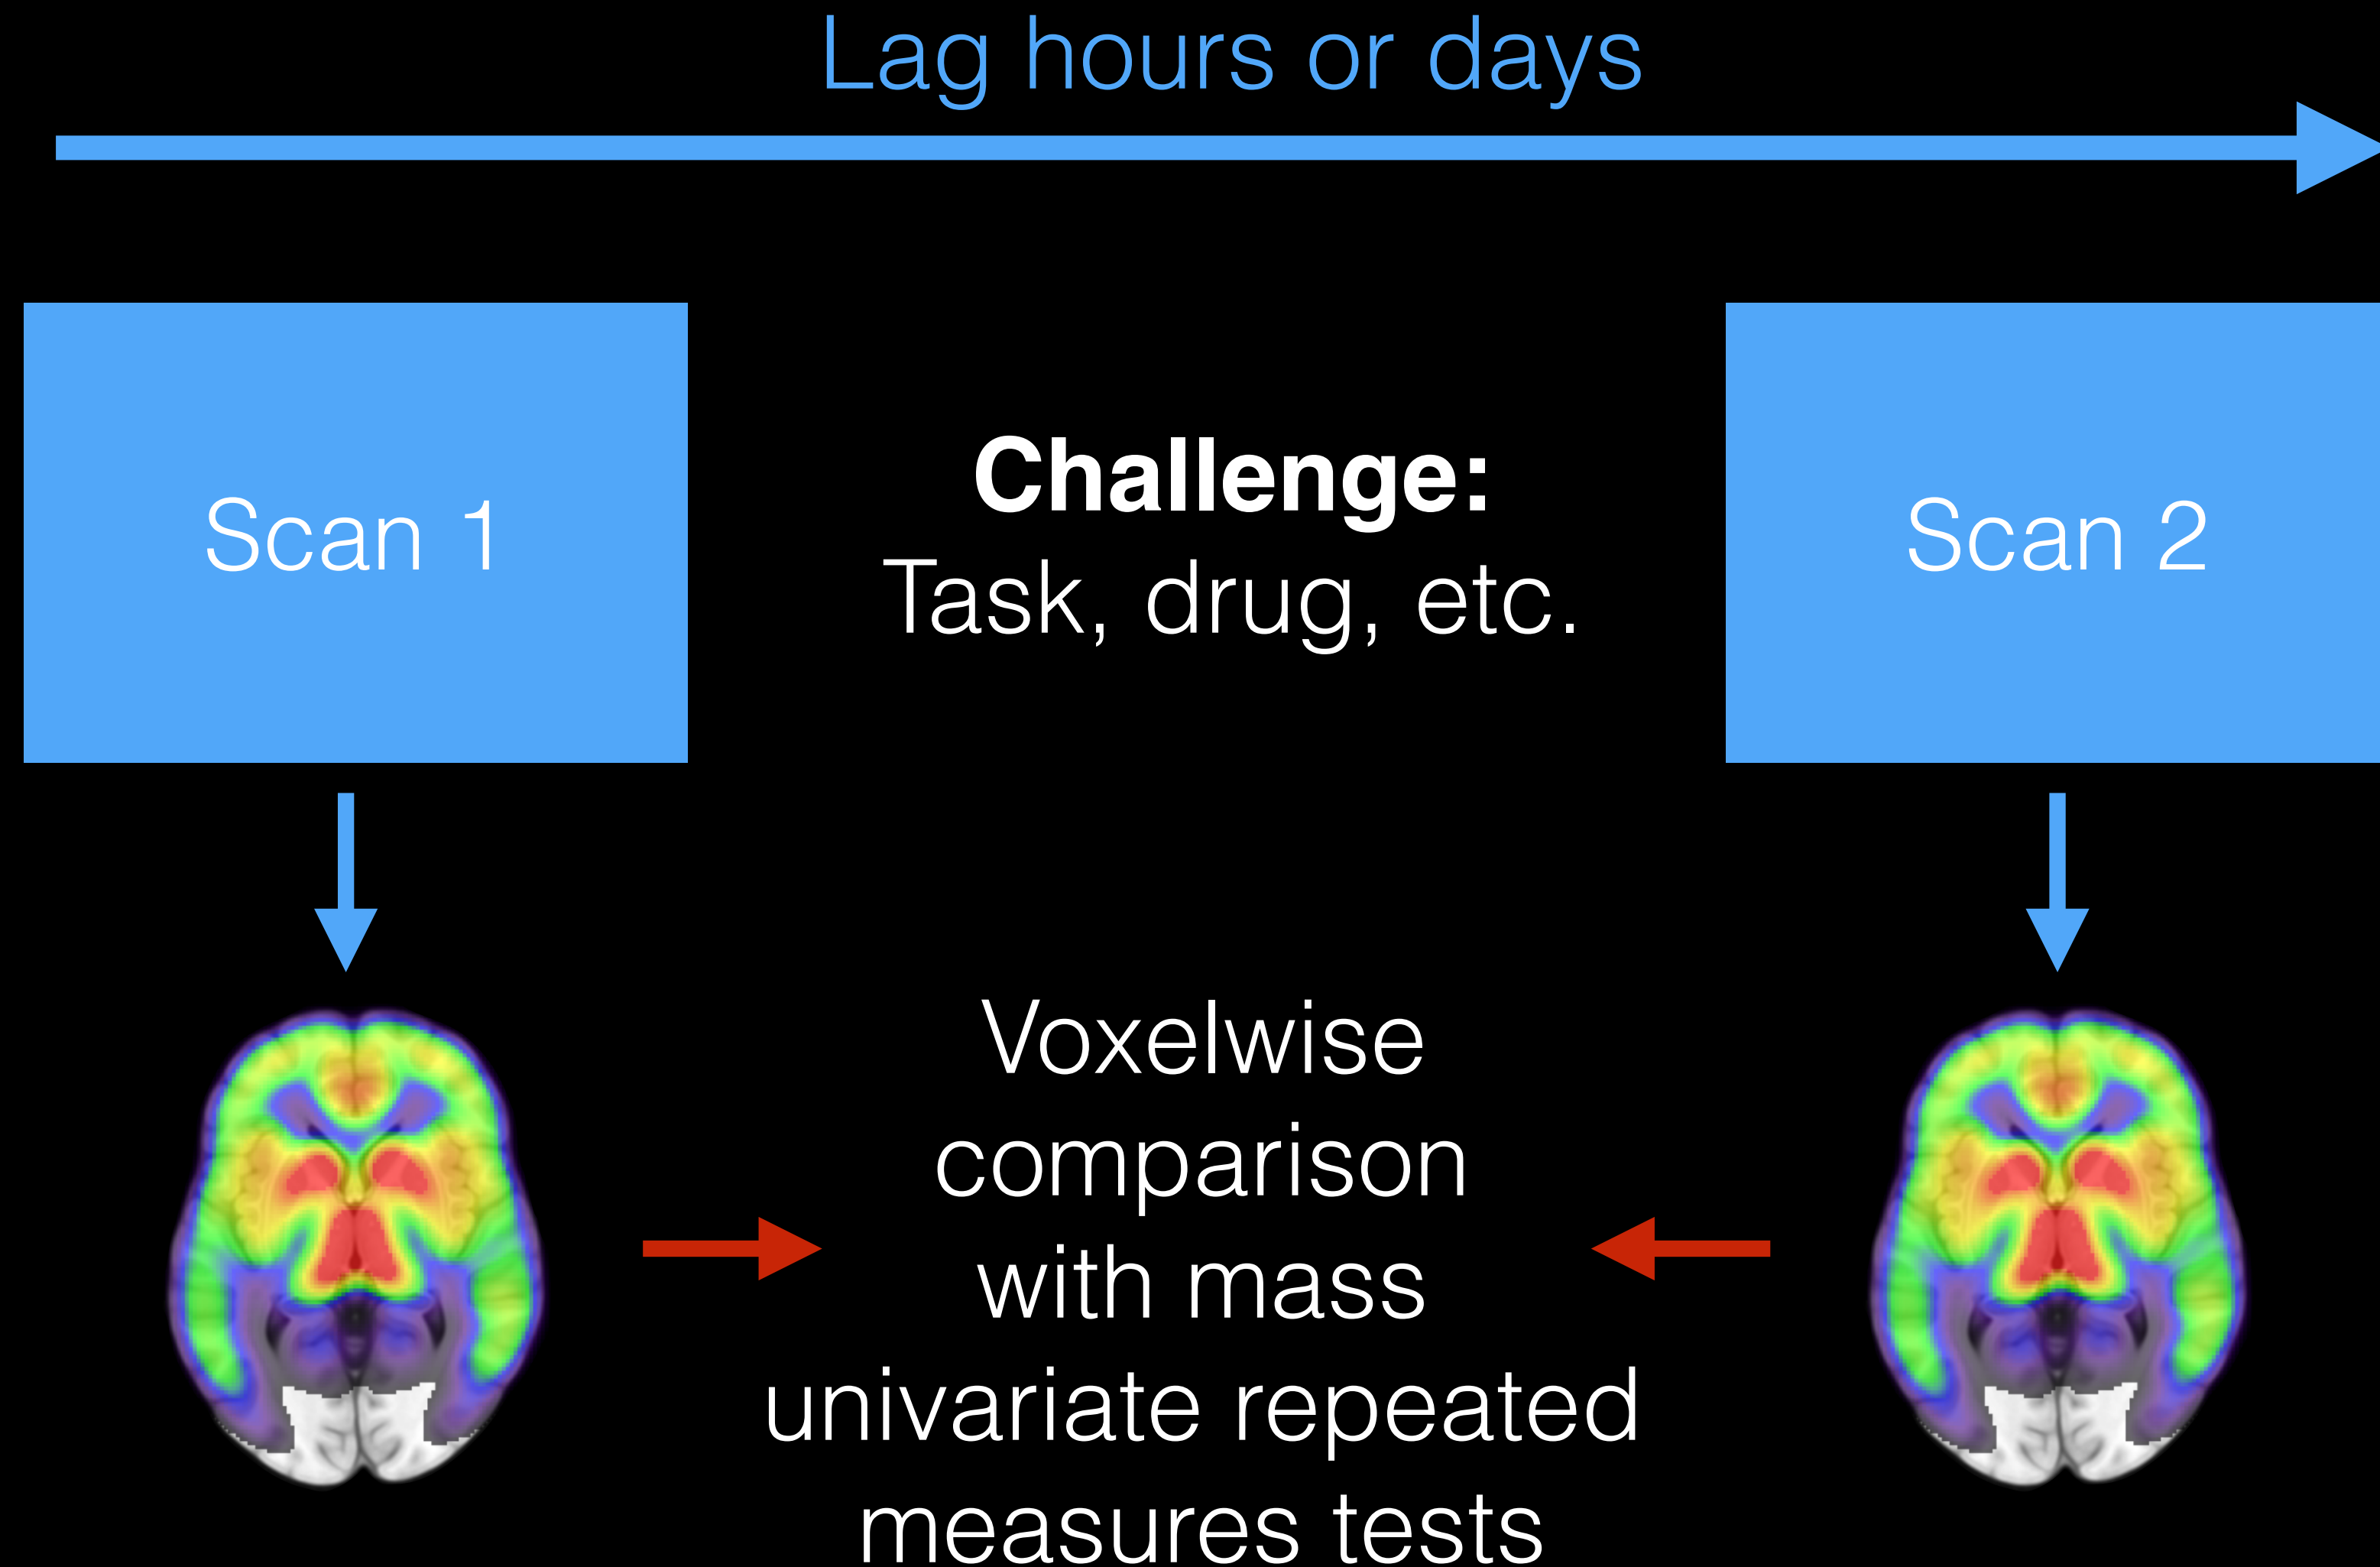 Lag hours or days
Scan 1
Challenge:
Task, drug, etc.
Scan 2
Voxelwise
comparison
with mass
univariate repeated
measures tests